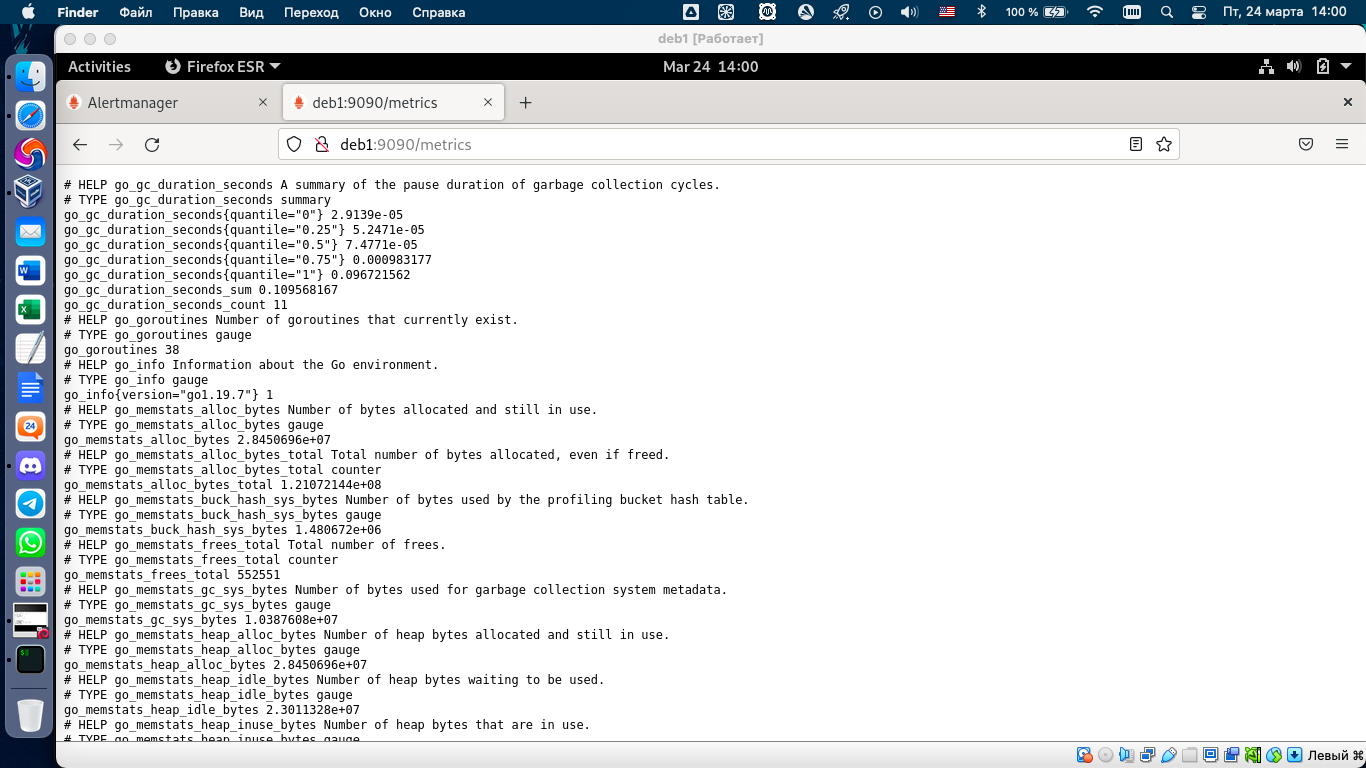 Finder Файл Правка Вид Переход Окно Справка 100 % Пт, 24 марта 14:00
deb1 [Работает]
Activities Firefox ESR Mar 24 14:00
Alertmanager × deb1:9090/metrics × + ×
deb1:9090/metrics
# HELP go_gc_duration_seconds A summary of the pause duration of garbage collection cycles.
# TYPE go_gc_duration_seconds summary
go_gc_duration_seconds{quantile="0"} 2.9139e-05
go_gc_duration_seconds{quantile="0.25"} 5.2471e-05
go_gc_duration_seconds{quantile="0.5"} 7.4771e-05
go_gc_duration_seconds{quantile="0.75"} 0.000983177
go_gc_duration_seconds{quantile="1"} 0.096721562
go_gc_duration_seconds_sum 0.109568167
go_gc_duration_seconds_count 11
# HELP go_goroutines Number of goroutines that currently exist.
# TYPE go_goroutines gauge
go_goroutines 38
# HELP go_info Information about the Go environment.
# TYPE go_info gauge
go_info{version="go1.19.7"} 1
# HELP go_memstats_alloc_bytes Number of bytes allocated and still in use.
# TYPE go_memstats_alloc_bytes gauge
go_memstats_alloc_bytes 2.8450696e+07
# HELP go_memstats_alloc_bytes_total Total number of bytes allocated, even if freed.
# TYPE go_memstats_alloc_bytes_total counter
go_memstats_alloc_bytes_total 1.21072144e+08
# HELP go_memstats_buck_hash_sys_bytes Number of bytes used by the profiling bucket hash table.
# TYPE go_memstats_buck_hash_sys_bytes gauge
go_memstats_buck_hash_sys_bytes 1.480672e+06
# HELP go_memstats_frees_total Total number of frees.
# TYPE go_memstats_frees_total counter
go_memstats_frees_total 552551
# HELP go_memstats_gc_sys_bytes Number of bytes used for garbage collection system metadata.
# TYPE go_memstats_gc_sys_bytes gauge
go_memstats_gc_sys_bytes 1.0387608e+07
# HELP go_memstats_heap_alloc_bytes Number of heap bytes allocated and still in use.
# TYPE go_memstats_heap_alloc_bytes gauge
go_memstats_heap_alloc_bytes 2.8450696e+07
# HELP go_memstats_heap_idle_bytes Number of heap bytes waiting to be used.
# TYPE go_memstats_heap_idle_bytes gauge
go_memstats_heap_idle_bytes 2.3011328e+07
# HELP go_memstats_heap_inuse_bytes Number of heap bytes that are in use.
# TYPE go_memstats_heap_inuse_bytes gauge
W
X
24
Левый ⌘